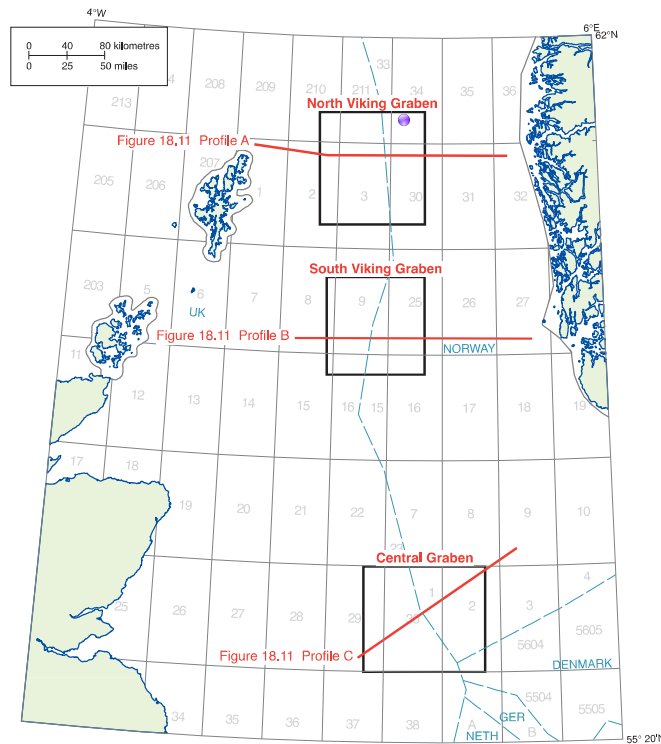 4°W
6°E
62°N
0 40 80 kilometres
0 25 50 miles
33
4 208 209 210 211 34 35 36
213
North Viking Graben
Figure 18.11 Profile A
207
205 206 1 2 3 30 31 32
South Viking Graben
203 5 6 7 8 9 25 26 27
UK
Figure 18.11 Profile B
NORWAY
11 12 13 14 15 16 15 16 17 18 19
17 18 19 20 21 22 7 8 9 10
23
Central Graben
25 26 27 28 29 30 1 2 3 4
5604 5605
Figure 18.11 Profile C
DENMARK
34 35 36 37 38 A B 5504 5505
GER
NETH
55° 20'N